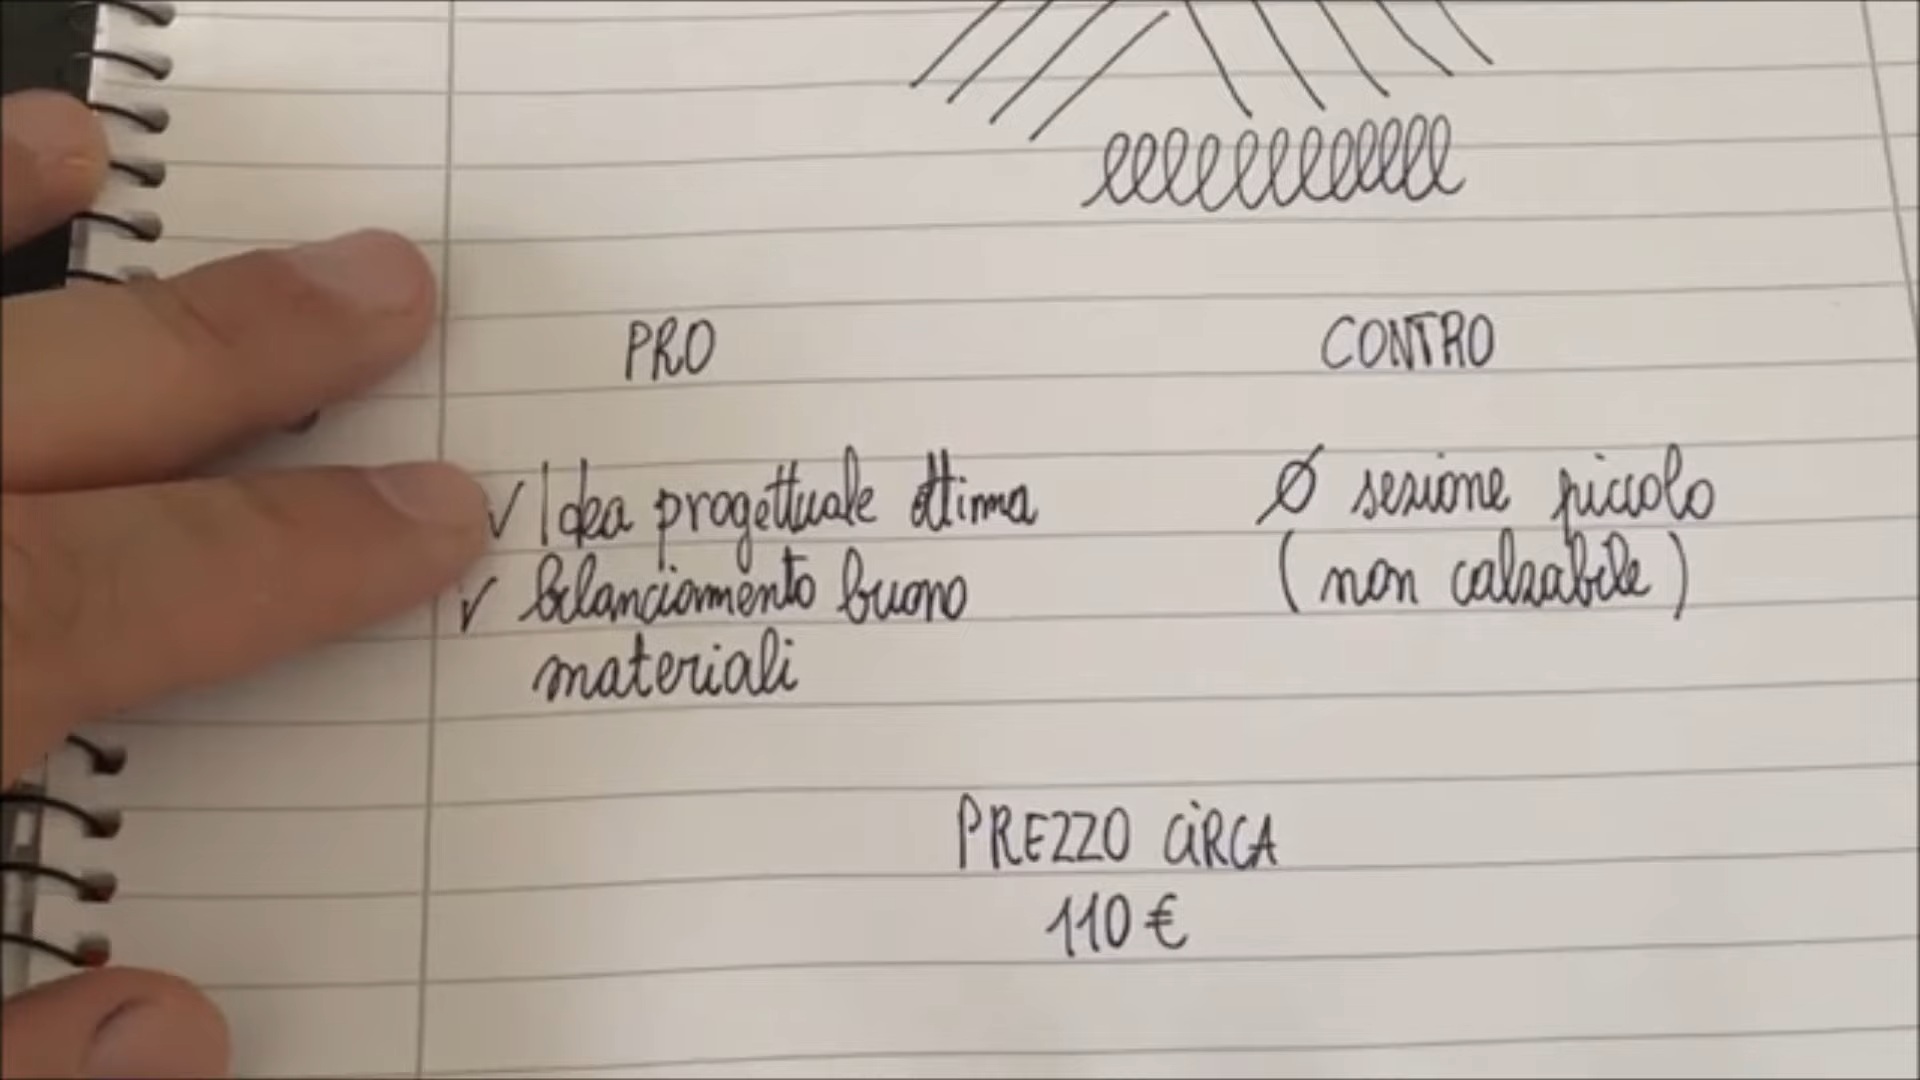 PRO CONTRO
✓ Idea progettuale ottima Ø sezione piccolo
✓ bilanciamento buono (non calzabile)
materiali
PREZZO CIRCA
110 €